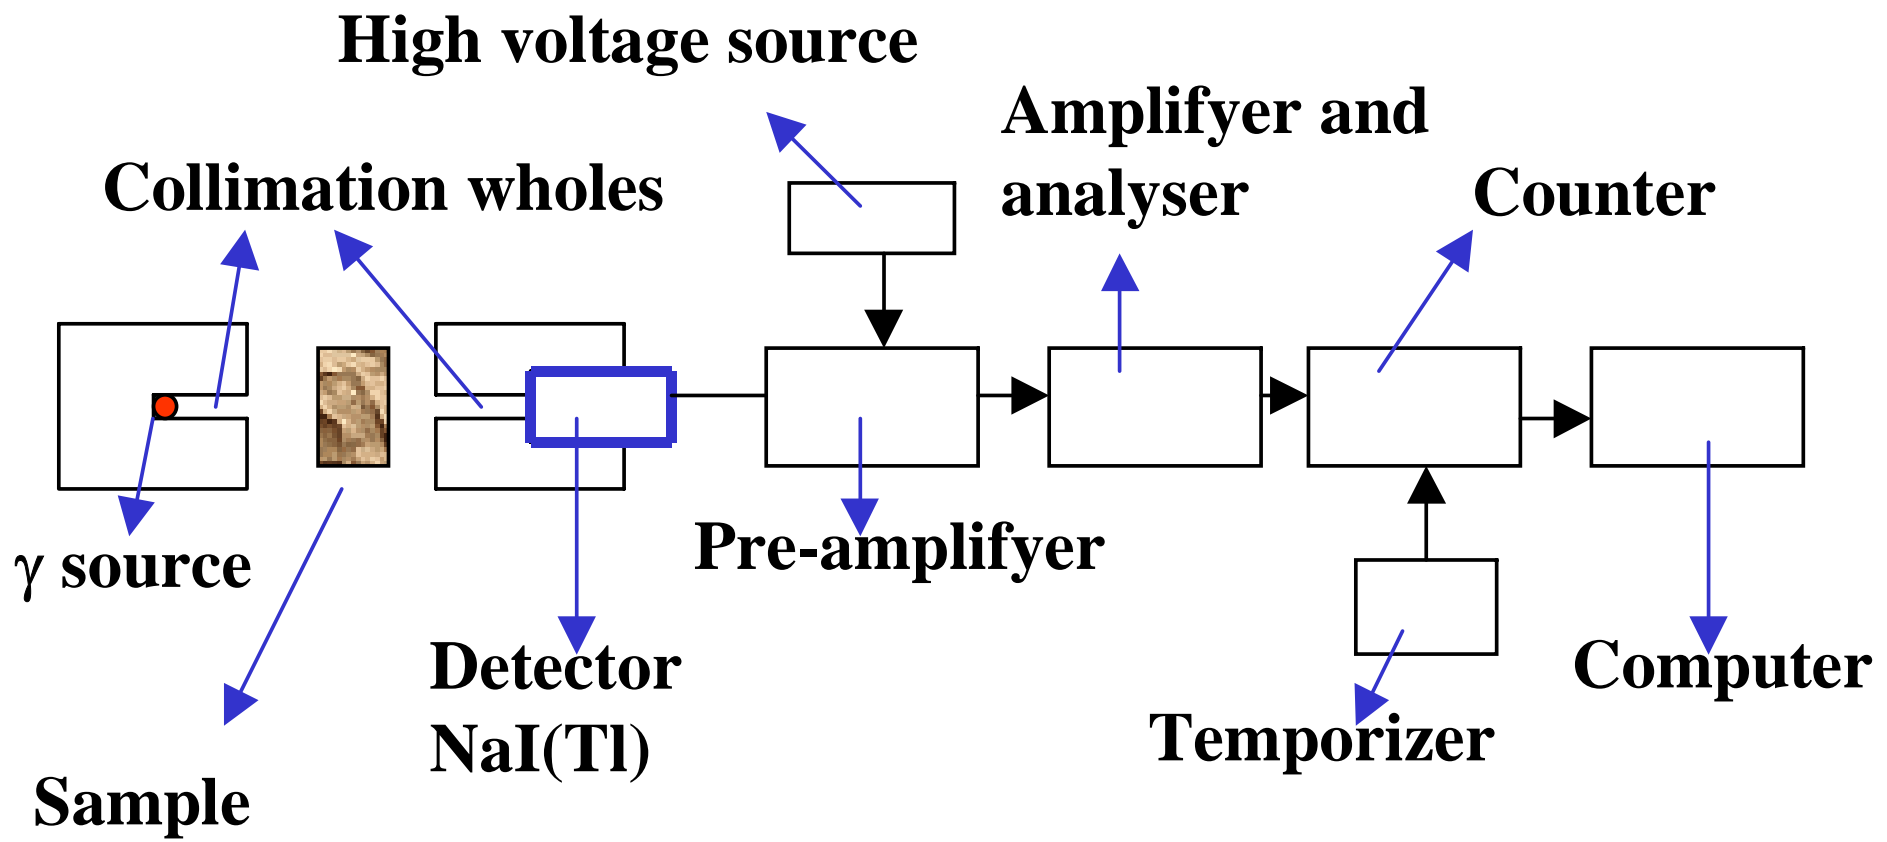 High voltage source
Amplifyer and
analyser
Collimation wholes
Counter
γ source
Pre-amplifyer
Detector
NaI(Tl)
Computer
Temporizer
Sample